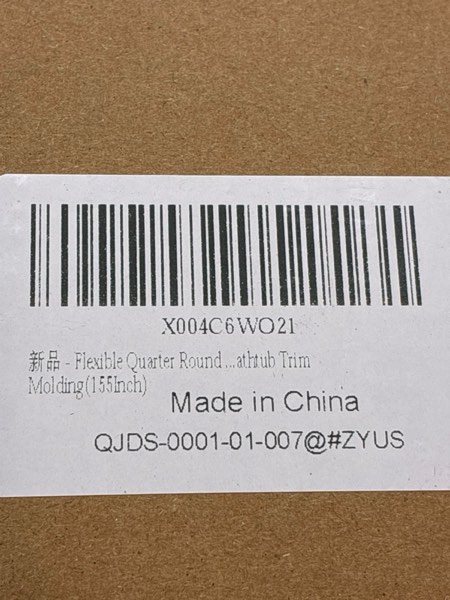 X004C6WO21
新品 - Flexible Quarter Round ...athtub Trim
Molding(155Inch)
Made in China
QJDS-0001-01-007@#ZYUS